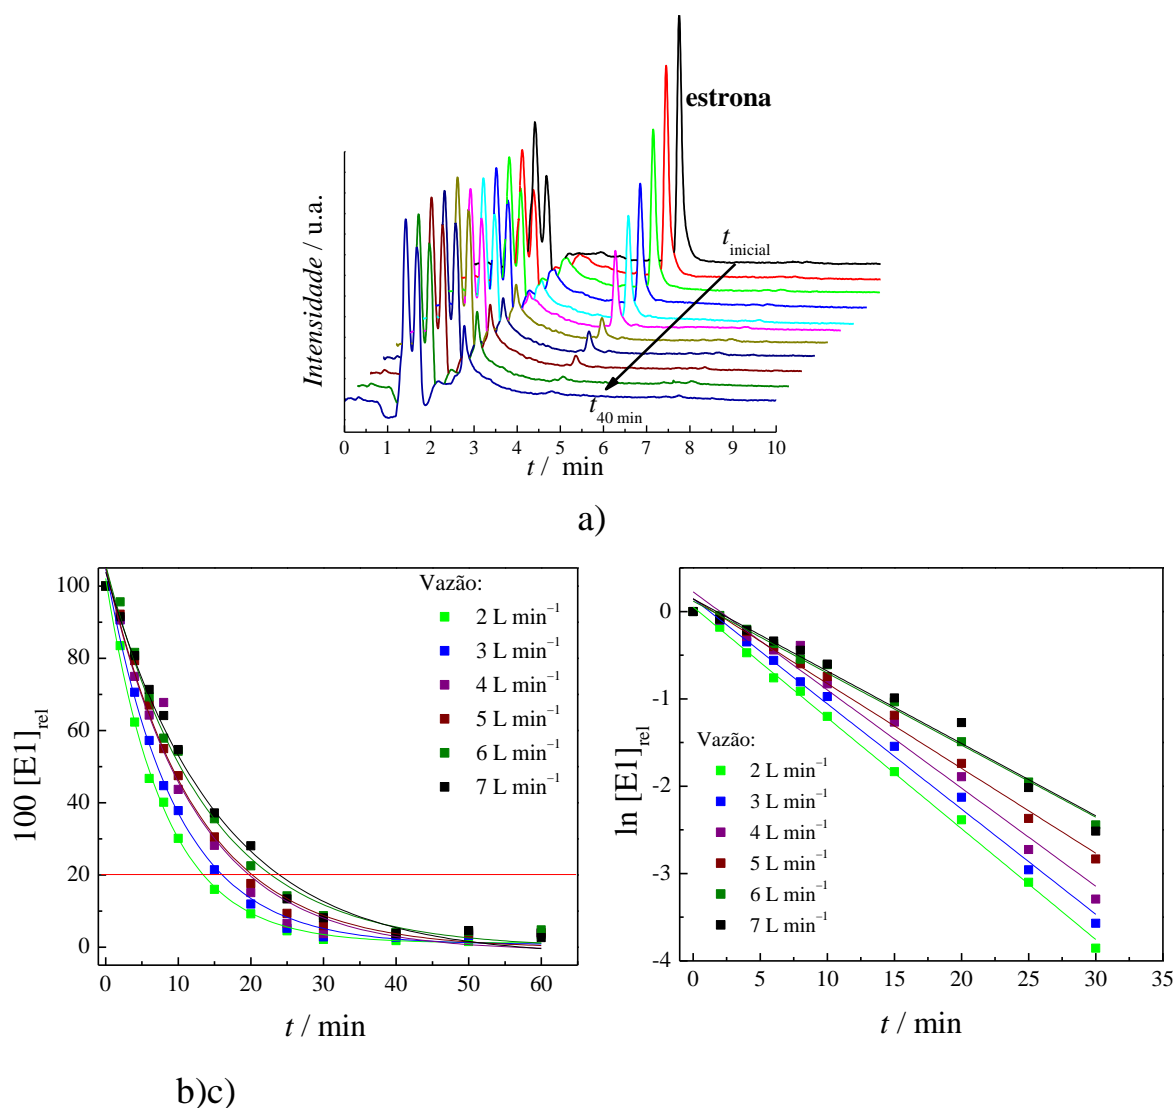 estrona
Intensidade / u.a.
t inicial
t 40 min
0 1 2 3 4 5 6 7 8 9 10
t / min
a)
100 [E1]rel
100
80
60
40
20
0
Vazão:
2 L min⁻¹
3 L min⁻¹
4 L min⁻¹
5 L min⁻¹
6 L min⁻¹
7 L min⁻¹
0 10 20 30 40 50 60
t / min
ln [E1]rel
0
-1
-2
-3
-4
Vazão:
2 L min⁻¹
3 L min⁻¹
4 L min⁻¹
5 L min⁻¹
6 L min⁻¹
7 L min⁻¹
0 5 10 15 20 25 30 35
t / min
b)c)